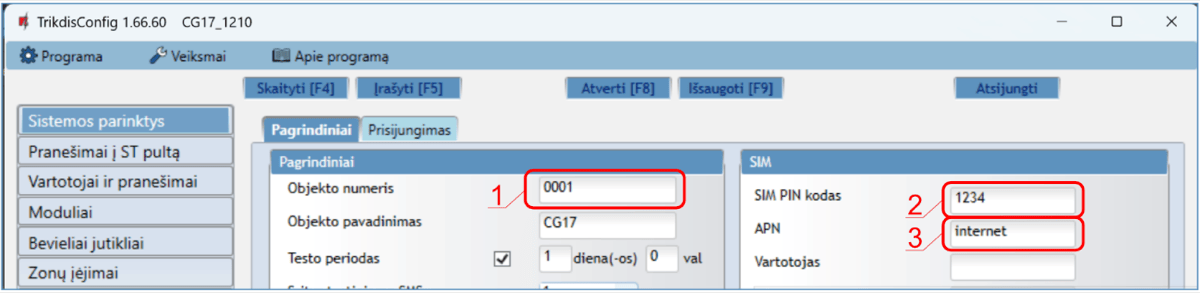 TrikdisConfig 1.66.60 CG17_1210
Programa Veiksmai Apie programą
Skaityti [F4] Įrašyti [F5] Atverti [F8] Išsaugoti [F9] Atsijungti
Sistemos parinktys
Pranešimai į ST pultą
Vartotojai ir pranešimai
Moduliai
Bevieliai jutikliai
Zonų įėjimai
Pagrindiniai Prisijungimas
Pagrindiniai
Objekto numeris 1 0001
Objekto pavadinimas CG17
Testo periodas 1 diena(-os) 0 val
SIM
SIM PIN kodas 2 1234
APN 3 internet
Vartotojas